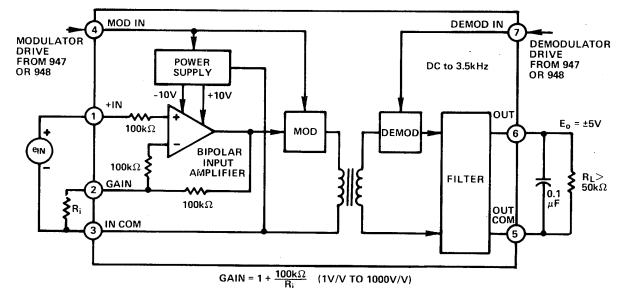 4
MOD IN
DEMOD IN
7
MODULATOR
DRIVE
FROM 947
OR 948
POWER
SUPPLY
DC to 3.5kHz
DEMODULATOR
DRIVE
FROM 947
OR 948
-10V
+10V
1
+IN
100kΩ
+
−
MOD
DEMOD
OUT
6
Eo = ±5V
+
eIN
−
100kΩ
BIPOLAR
INPUT
AMPLIFIER
FILTER
2
GAIN
100kΩ
Ri
0.1
μF
RL>
50kΩ
3
IN COM
OUT
COM
5
GAIN = 1 + 100kΩ/Ri (1V/V TO 1000V/V)